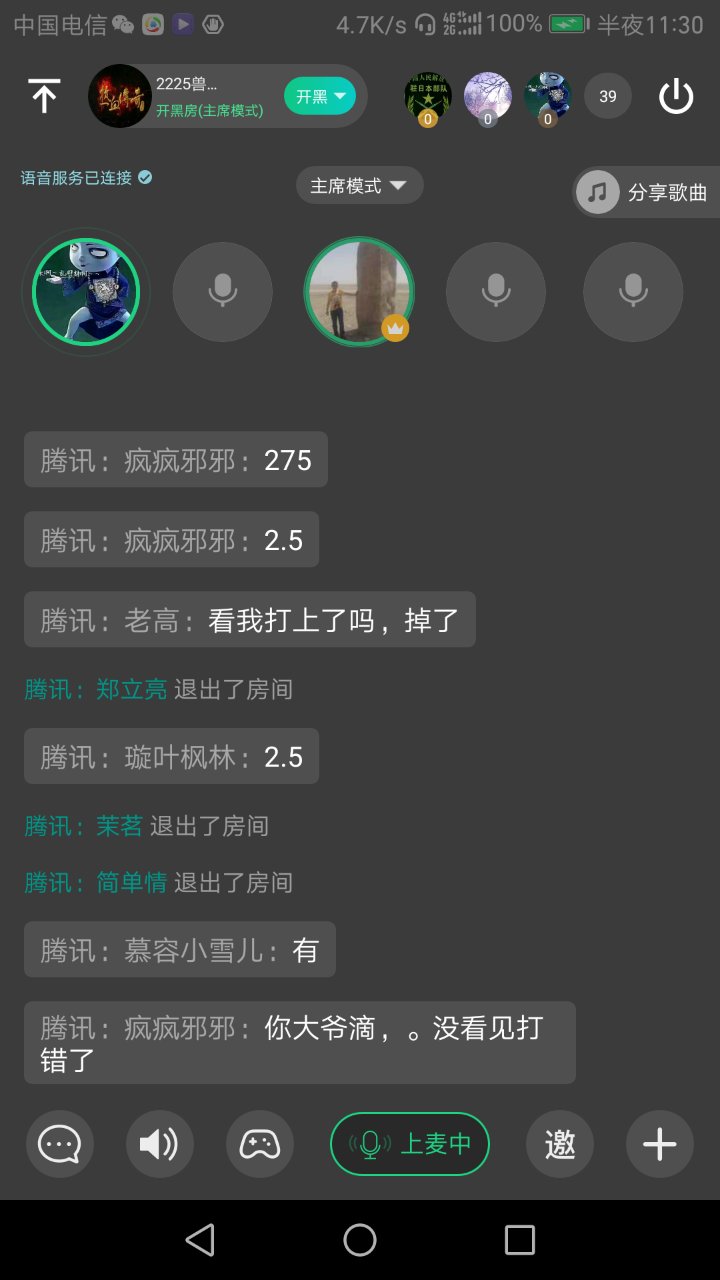 中国电信 4.7K/s 4G 2G 100% 半夜11:30
2225兽...
开黑房(主席模式)
开黑
0 0 0 39
语音服务已连接
主席模式
分享歌曲
腾讯：疯疯邪邪：275
腾讯：疯疯邪邪：2.5
腾讯：老高：看我打上了吗，掉了
腾讯：郑立亮 退出了房间
腾讯：璇叶枫林：2.5
腾讯：茉茗 退出了房间
腾讯：简单情 退出了房间
腾讯：慕容小雪儿：有
腾讯：疯疯邪邪：你大爷滴，。没看见打
错了
上麦中
邀